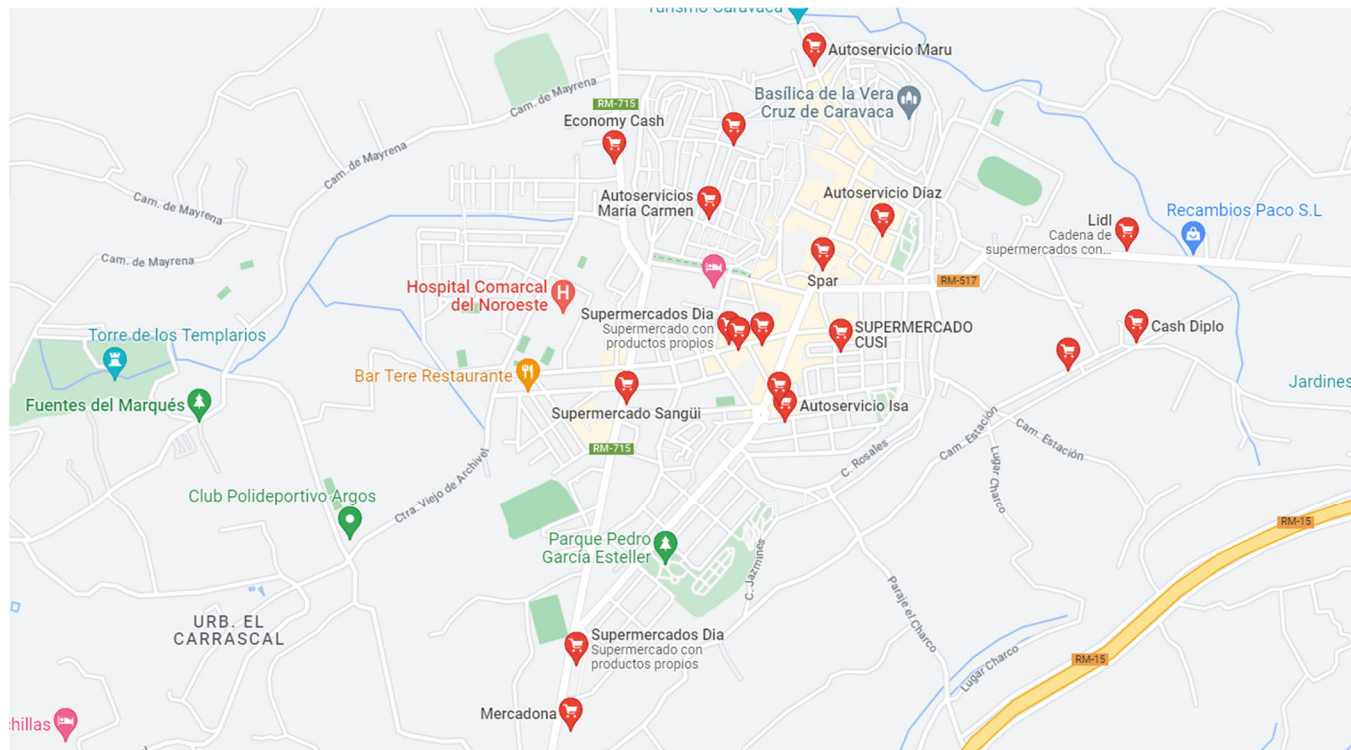 Turismo Caravaca
Autoservicio Maru
Cam. de Mayrena
RM-715
Economy Cash
Basílica de la Vera
Cruz de Caravaca
Cam. de Mayrena
Autoservicios
María Carmen
Autoservicio Díaz
Cam. de Mayrena
Lidl
Cadena de
supermercados con...
Recambios Paco S.L
Cam. de Mayrena
Spar
RM-517
Hospital Comarcal
del Noroeste
Supermercados Dia
Supermercado con
productos propios
SUPERMERCADO
CUSI
Cash Diplo
Torre de los Templarios
Bar Tere Restaurante
Jardines
Fuentes del Marqués
Supermercado Sangüi
Autoservicio Isa
RM-715
Cam. Estación
Cam. Estación
C. Rosales
Lugar Charco
Ctra. Viejo de Archivel
Club Polideportivo Argos
RM-15
Parque Pedro
García Esteller
C. Jazmines
Paraje el Charco
URB. EL
CARRASCAL
Supermercados Dia
Supermercado con
productos propios
RM-15
Lugar Charco
Mercadona
chillas